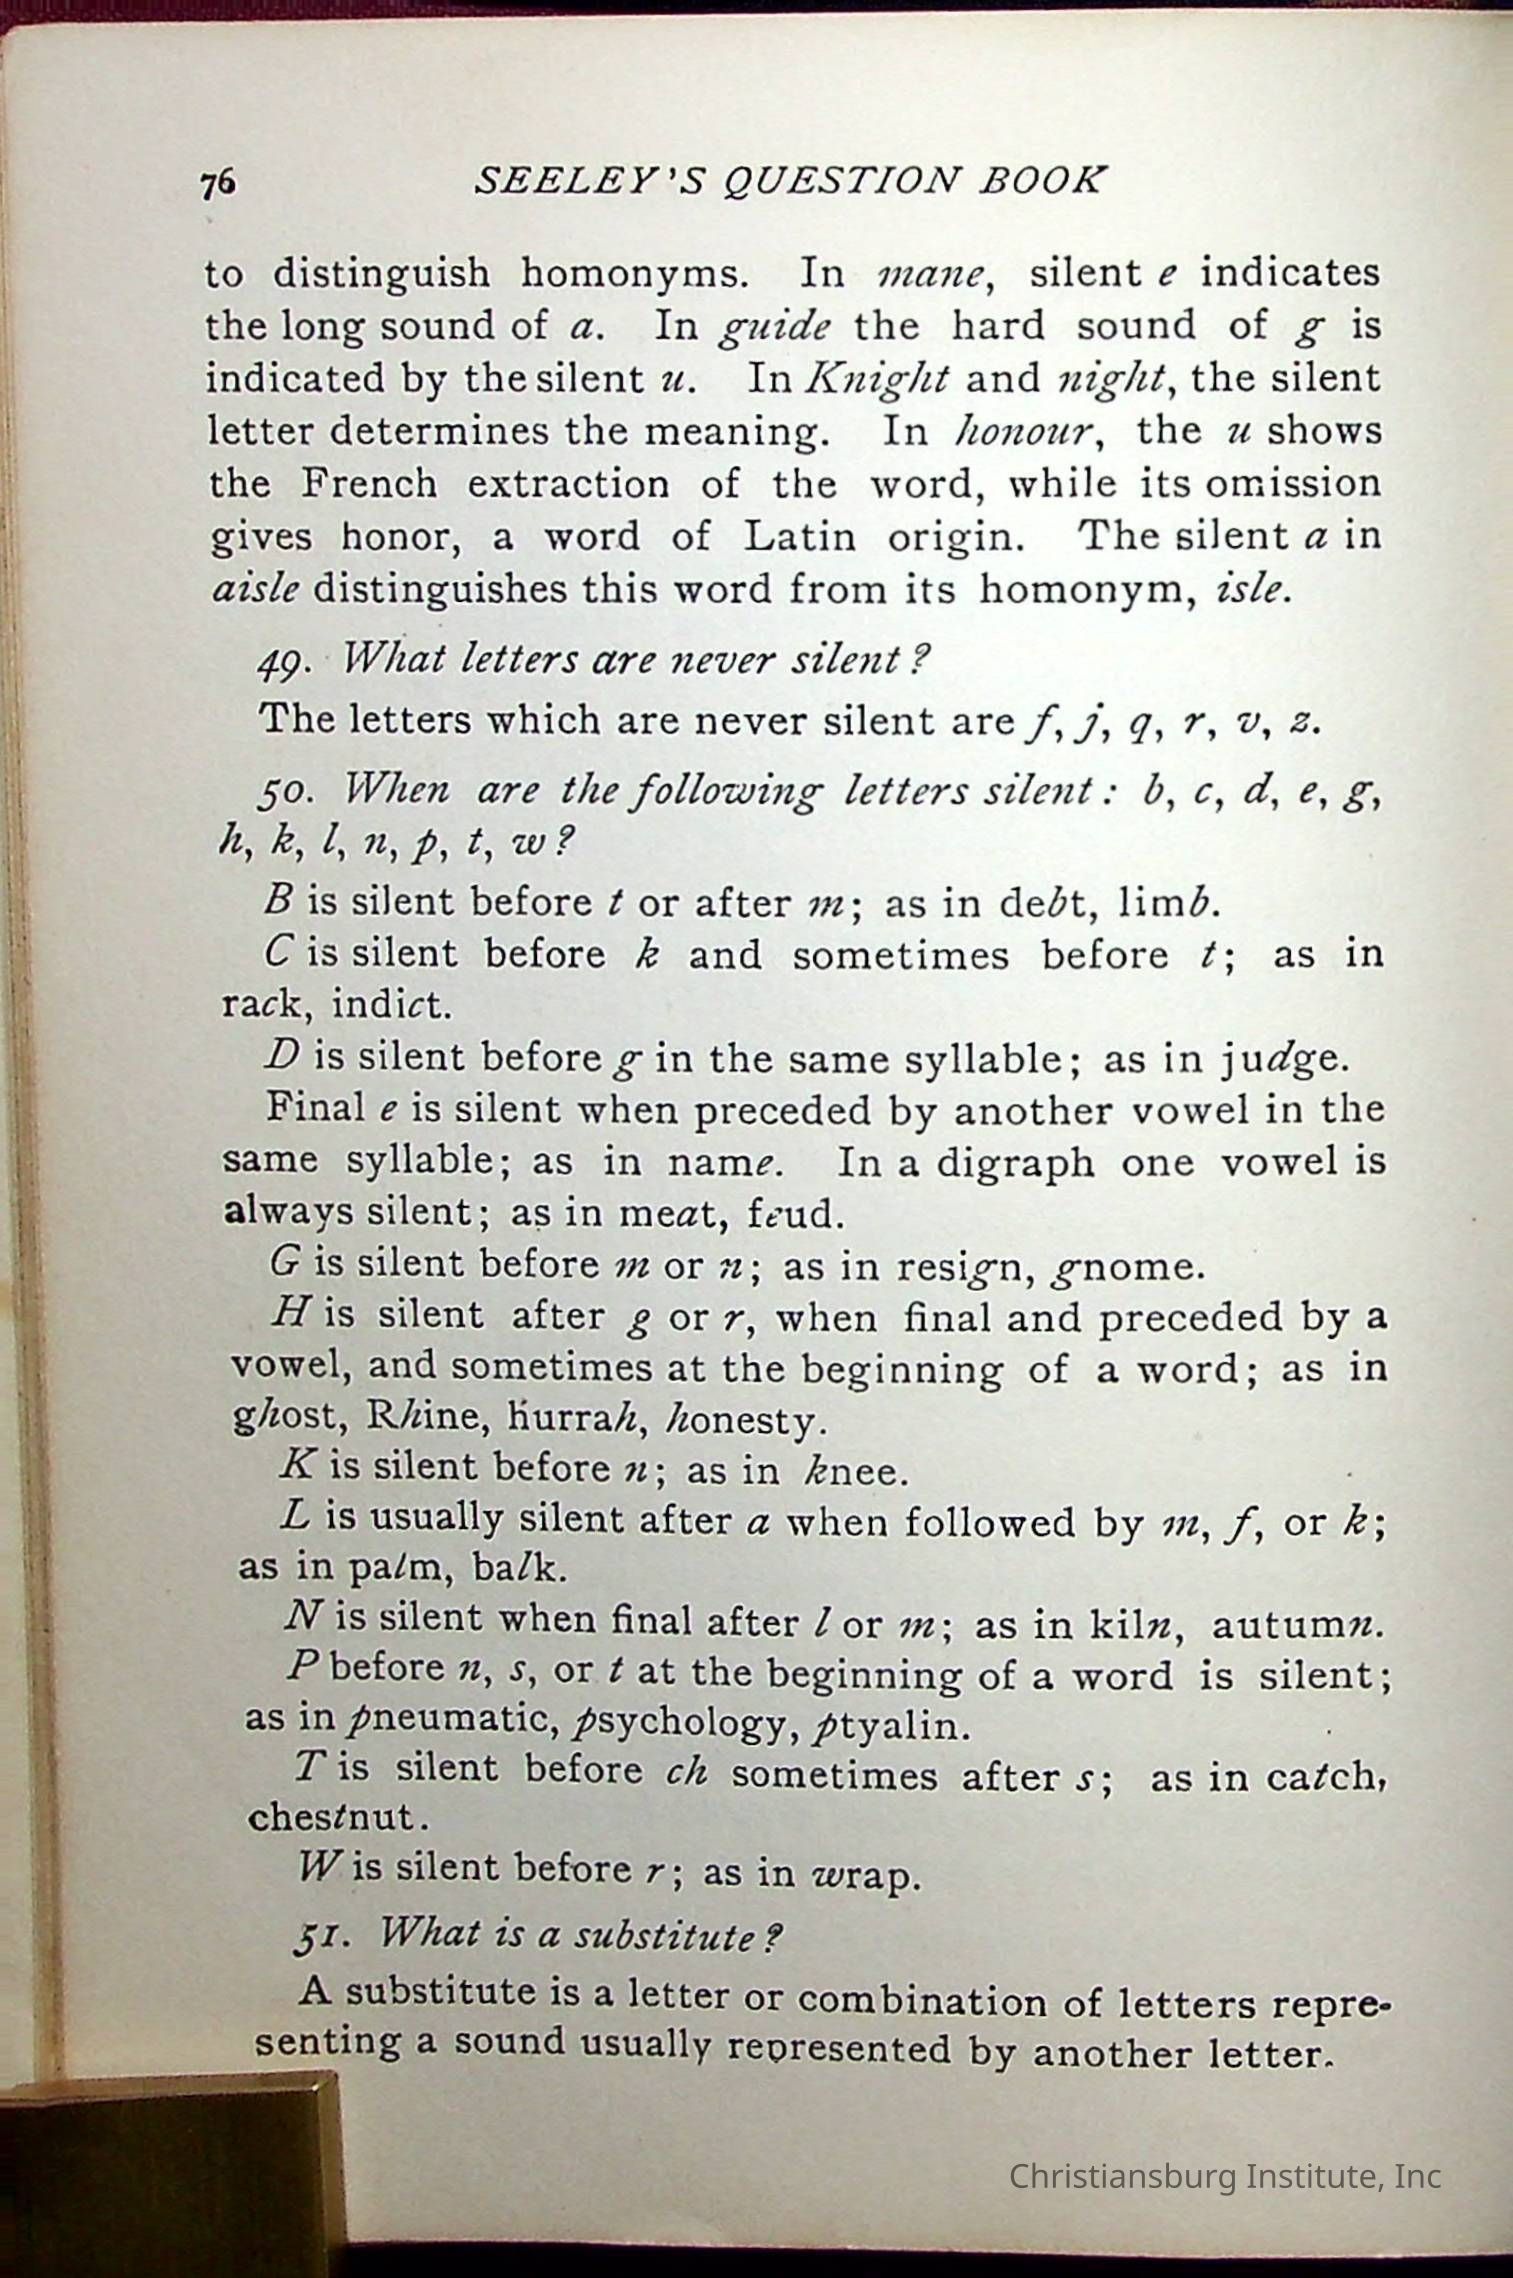 76 SEELEY'S QUESTION BOOK
to distinguish homonyms. In mane, silent e indicates
the long sound of a. In guide the hard sound of g is
indicated by the silent u. In Knight and night, the silent
letter determines the meaning. In honour, the u shows
the French extraction of the word, while its omission
gives honor, a word of Latin origin. The silent a in
aisle distinguishes this word from its homonym, isle.
49. What letters are never silent?
The letters which are never silent are f, j, q, r, v, z.
50. When are the following letters silent: b, c, d, e, g,
h, k, l, n, p, t, w?
B is silent before t or after m; as in debt, limb.
C is silent before k and sometimes before t; as in
rack, indict.
D is silent before g in the same syllable; as in judge.
Final e is silent when preceded by another vowel in the
same syllable; as in name. In a digraph one vowel is
always silent; as in meat, feud.
G is silent before m or n; as in resign, gnome.
H is silent after g or r, when final and preceded by a
vowel, and sometimes at the beginning of a word; as in
ghost, Rhine, hurrah, honesty.
K is silent before n; as in knee.
L is usually silent after a when followed by m, f, or k;
as in palm, balk.
N is silent when final after l or m; as in kiln, autumn.
P before n, s, or t at the beginning of a word is silent;
as in pneumatic, psychology, ptyalin.
T is silent before ch sometimes after s; as in catch,
chestnut.
W is silent before r; as in wrap.
51. What is a substitute?
A substitute is a letter or combination of letters repre-
senting a sound usually represented by another letter.
Christiansburg Institute, Inc